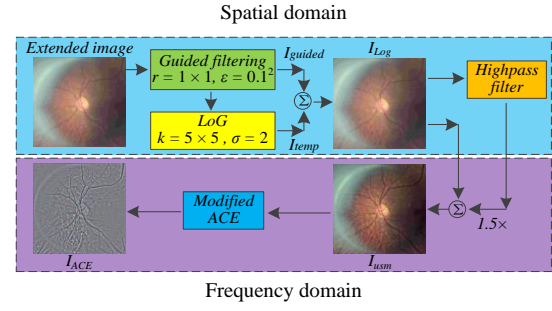 Spatial domain
Extended image
Guided filtering
r = 1 × 1, ε = 0.1²
I_guided
I_Log
Highpass
filter
Σ
LoG
k = 5 × 5 , σ = 2
I_temp
Modified
ACE
Σ
1.5×
I_ACE
I_usm
Frequency domain